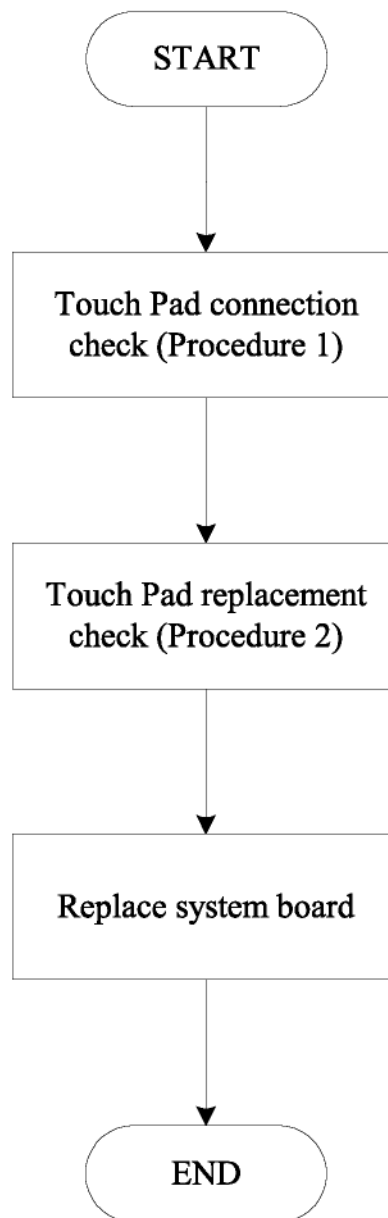 START
Touch Pad connection
check (Procedure 1)
Touch Pad replacement
check (Procedure 2)
Replace system board
END